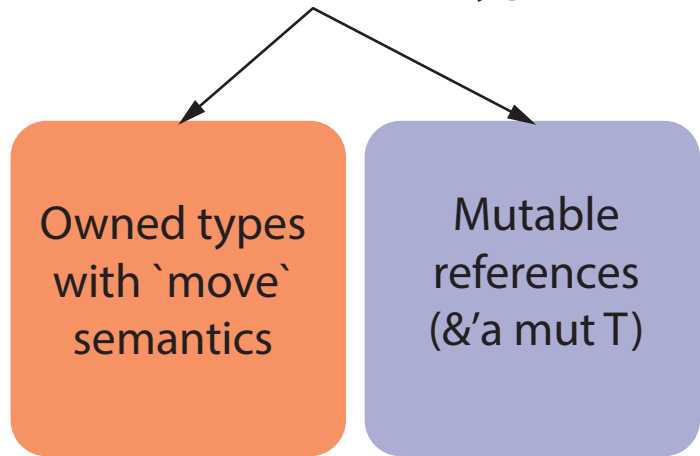 Owned types
with `move`
semantics
Mutable
references
(&’a mut T)